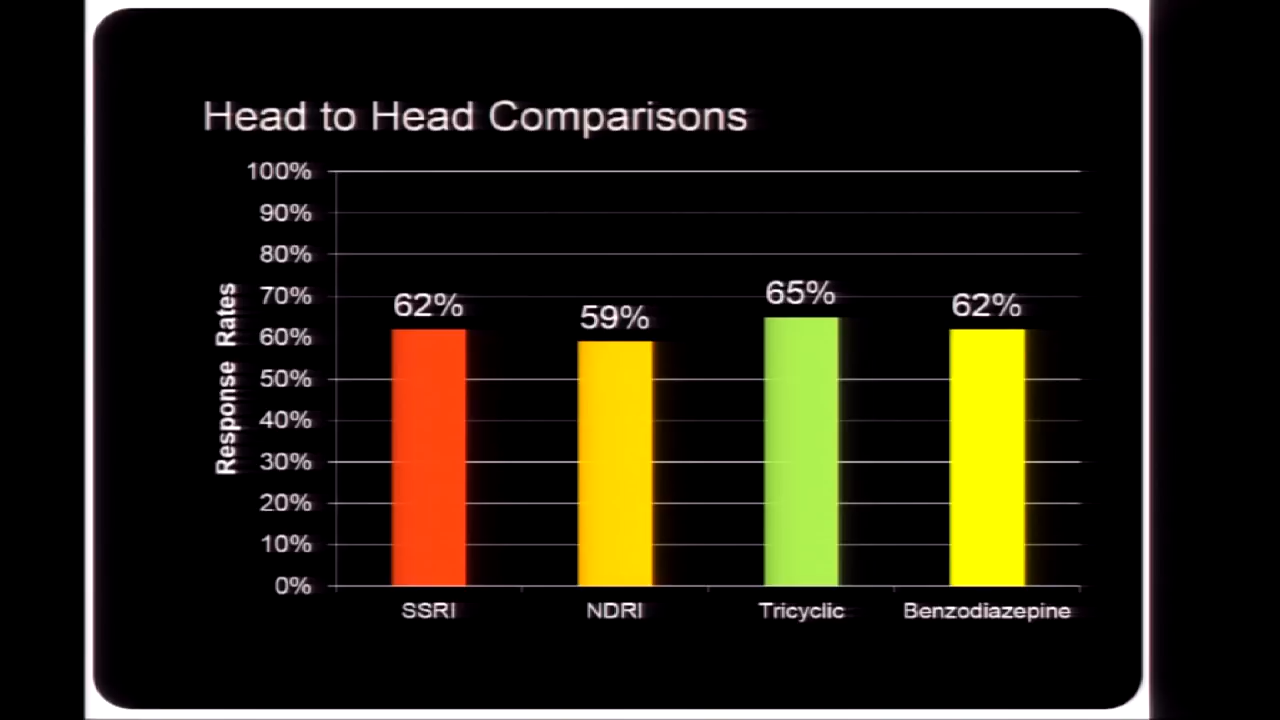 Head to Head Comparisons
100%
90%
80%
70%
60%
50%
40%
30%
20%
10%
0%
Response Rates
62%
59%
65%
62%
SSRI
NDRI
Tricyclic
Benzodiazepine